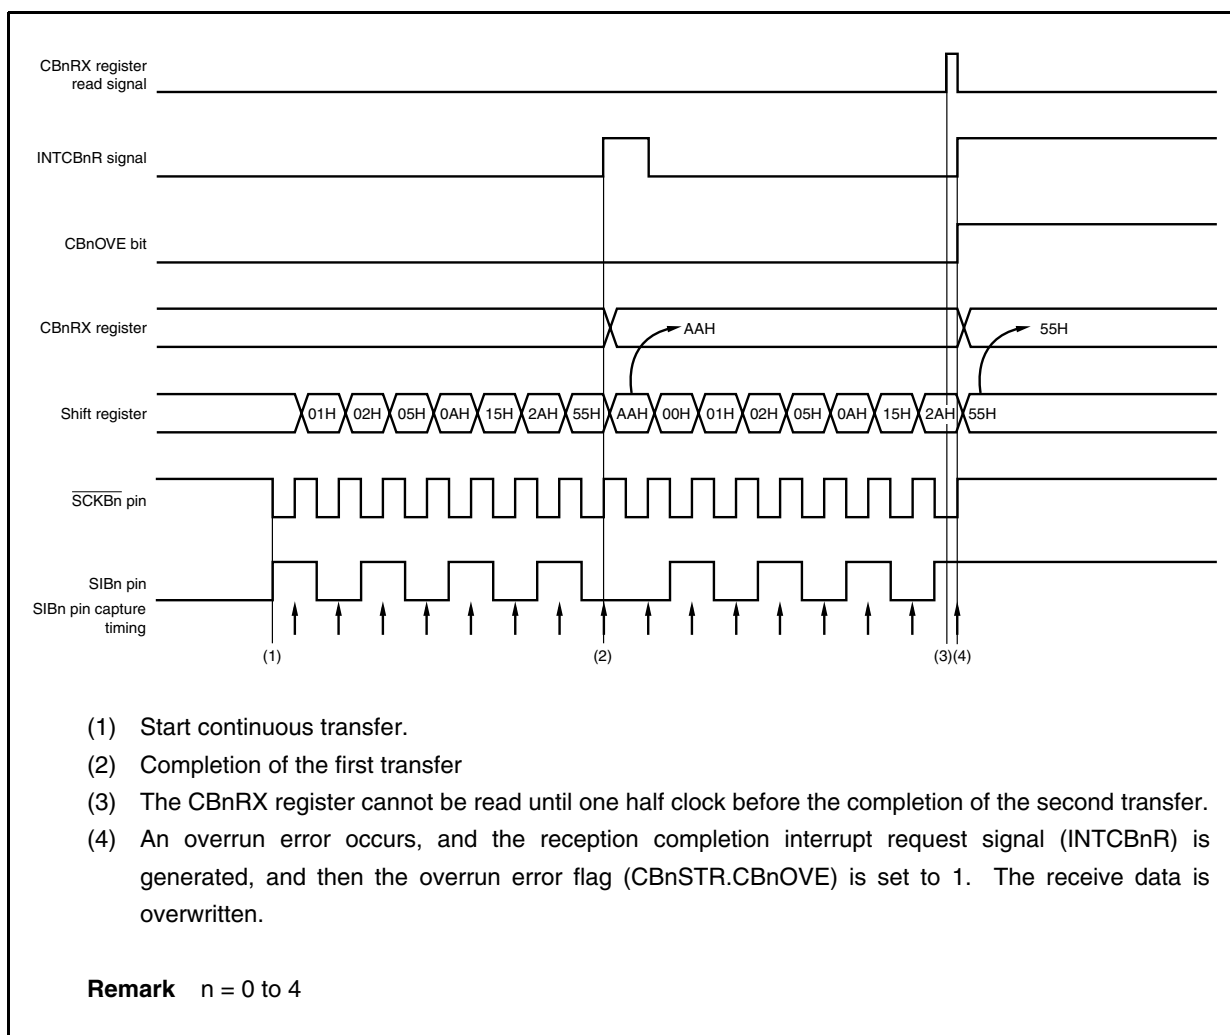 CBnRX register
read signal
INTCBnR signal
CBnOVE bit
CBnRX register
AAH
55H
Shift register
01H 02H 05H 0AH 15H 2AH 55H AAH 00H 01H 02H 05H 0AH 15H 2AH 55H
SCKBn pin
SIBn pin
SIBn pin capture
timing
(1) (2) (3)(4)
(1) Start continuous transfer.
(2) Completion of the first transfer
(3) The CBnRX register cannot be read until one half clock before the completion of the second transfer.
(4) An overrun error occurs, and the reception completion interrupt request signal (INTCBnR) is
generated, and then the overrun error flag (CBnSTR.CBnOVE) is set to 1. The receive data is
overwritten.
Remark n = 0 to 4